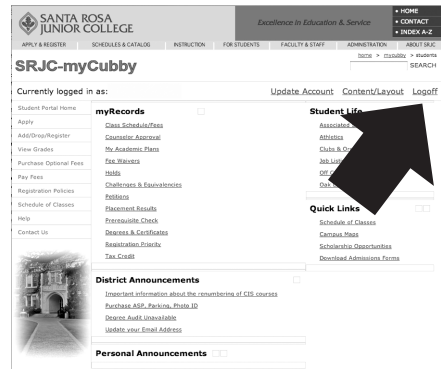 SANTA ROSA
JUNIOR COLLEGE
Excellence in Education & Service
• HOME
• CONTACT
• INDEX A-Z
APPLY & REGISTER SCHEDULES & CATALOG INSTRUCTION FOR STUDENTS FACULTY & STAFF ADMINISTRATION ABOUT SRJC
home > mycubby > students
SRJC-myCubby
SEARCH
Currently logged in as:
Update Account Content/Layout Logoff
Student Portal Home
Apply
Add/Drop/Register
View Grades
Purchase Optional Fees
Pay Fees
Registration Policies
Schedule of Classes
Help
Contact Us
myRecords
Class Schedule/Fees
Counselor Approval
My Academic Plans
Fee Waivers
Holds
Challenges & Equivalencies
Petitions
Placement Results
Prerequisite Check
Degrees & Certificates
Registration Priority
Tax Credit
District Announcements
Important information about the renumbering of CIS courses
Purchase ASP, Parking, Photo ID
Degree Audit Unavailable
Update your Email Address
Personal Announcements
Student Life
Associated
Athletics
Clubs &
Job
Off
Oak
Quick Links
Schedule of Classes
Campus Maps
Scholarship Opportunities
Download Admissions Forms